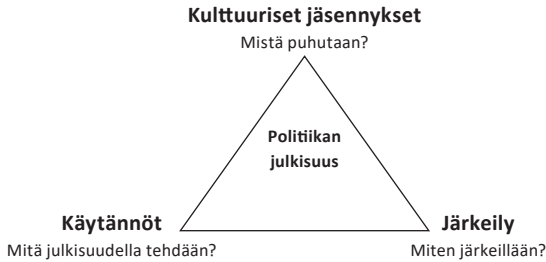 Kulttuuriset jäsennykset
Mistä puhutaan?
Politiikan
julkisuus
Käytännöt
Mitä julkisuudella tehdään?
Järkeily
Miten järkeillään?